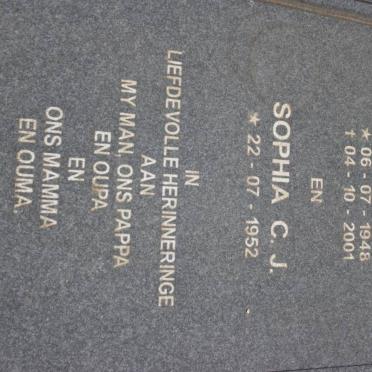 ★ 06 - 07 - 1948
† 04 - 10 - 2001
EN
SOPHIA C. J.
★ 22 - 07 - 1952
IN
LIEFDEVOLLE HERINNERINGE
AAN
MY MAN, ONS PAPPA
EN OUPA
EN
ONS MAMMA
EN OUMA.